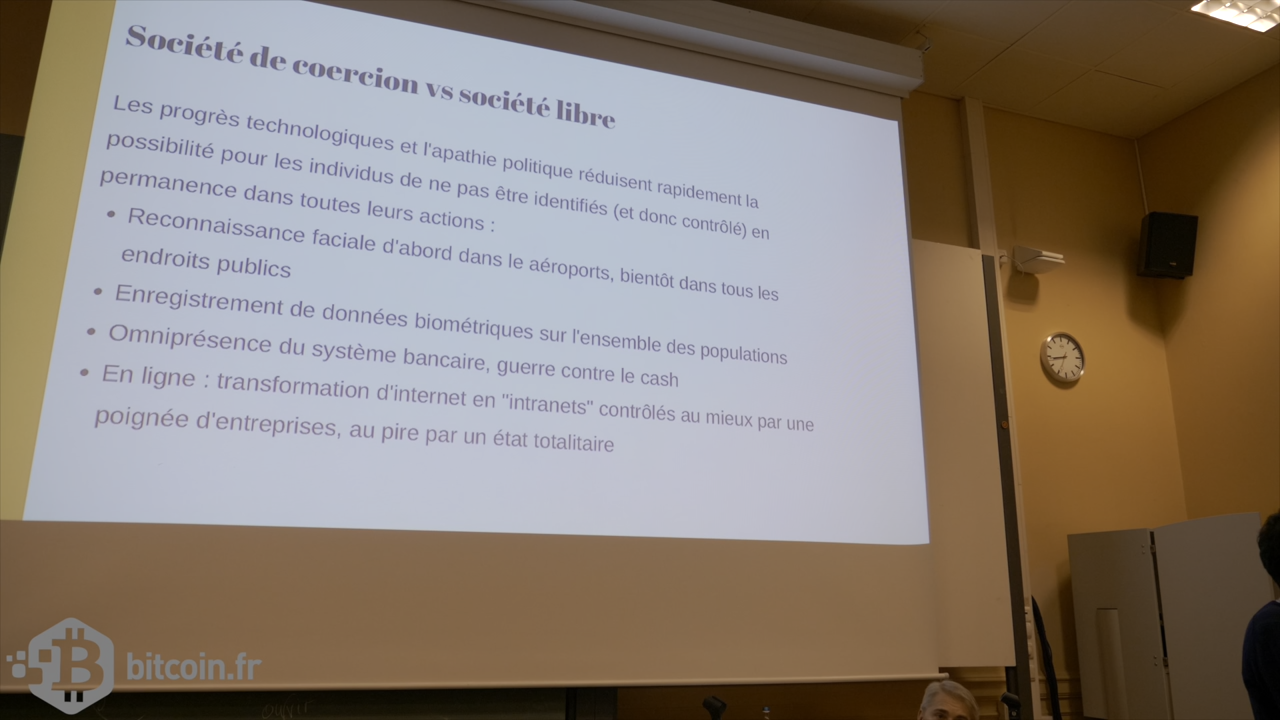 Société de coercion vs société libre
Les progrès technologiques et l'apathie politique réduisent rapidement la
possibilité pour les individus de ne pas être identifiés (et donc contrôlé) en
permanence dans toutes leurs actions :
• Reconnaissance faciale d'abord dans le aéroports, bientôt dans tous les
endroits publics
• Enregistrement de données biométriques sur l'ensemble des populations
• Omniprésence du système bancaire, guerre contre le cash
• En ligne : transformation d'internet en "intranets" contrôlés au mieux par une
poignée d'entreprises, au pire par un état totalitaire
bitcoin.fr